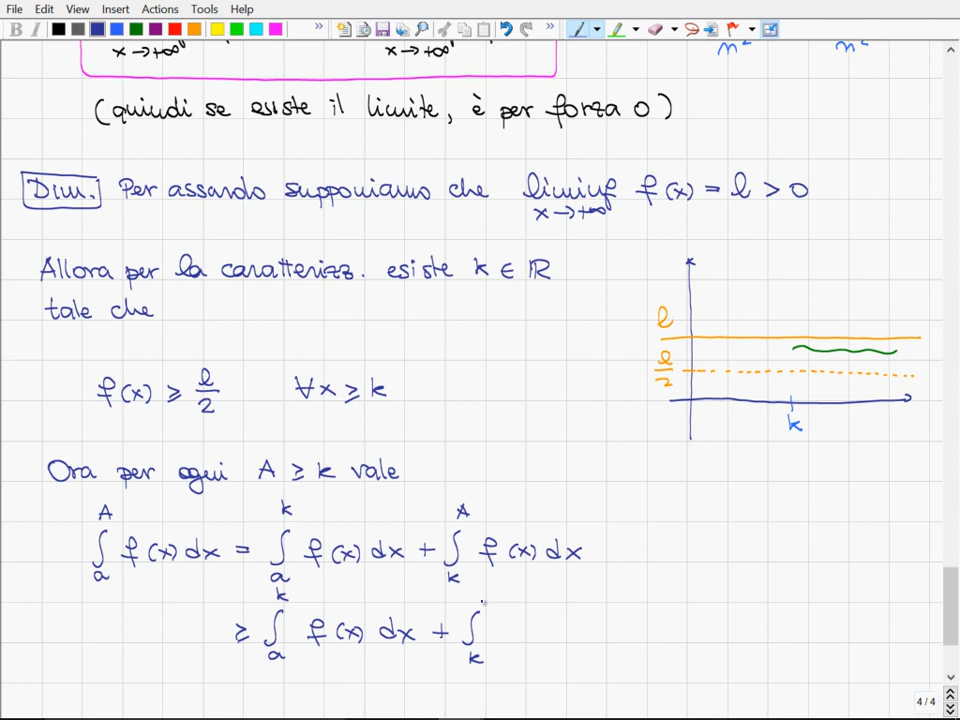 File Edit View Insert Actions Tools Help
B I
x → +∞ x → +∞
n² n²
(quindi se esiste il limite, è per forza 0)
Dim. Per assurdo supponiamo che liminf f(x) = l > 0
x → +∞
Allora per la caratterizz. esiste k ∈ ℝ
tale che
l
l/2
k
f(x) ≥ l/2 ∀x ≥ k
Ora per ogni A ≥ k vale
∫_a^A f(x) dx = ∫_a^k f(x) dx + ∫_k^A f(x) dx
≥ ∫_a^k f(x) dx + ∫_k
4 / 4